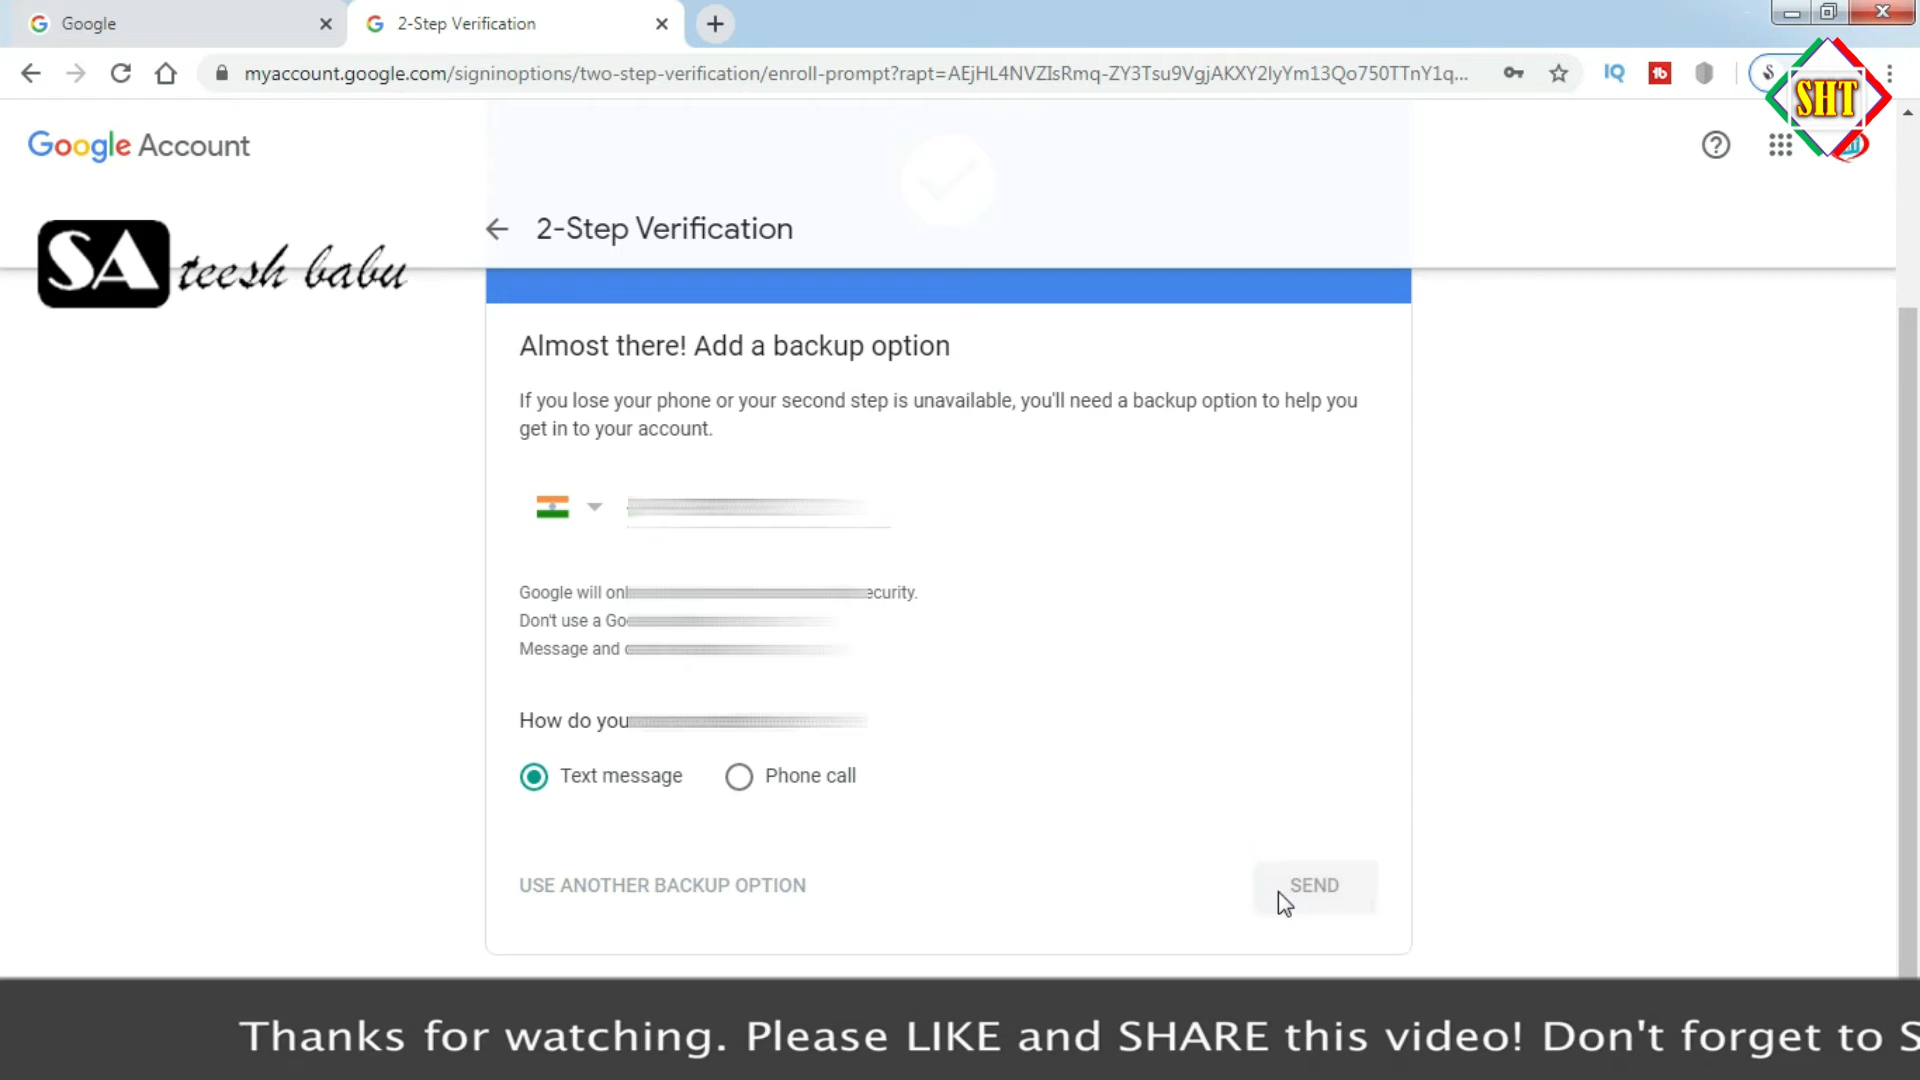 Google
2-Step Verification
myaccount.google.com/signinoptions/two-step-verification/enroll-prompt?rapt=AEjHL4NVZIsRmq-ZY3Tsu9VgjAKXY2IyYm13Qo750TTnY1q...
IQ
tb
S
SHT
Google Account
2-Step Verification
SA teesh babu
Almost there! Add a backup option
If you lose your phone or your second step is unavailable, you'll need a backup option to help you
get in to your account.
Google will onl ecurity.
Don't use a Go
Message and
How do you
Text message
Phone call
USE ANOTHER BACKUP OPTION
SEND
Thanks for watching. Please LIKE and SHARE this video! Don't forget to S